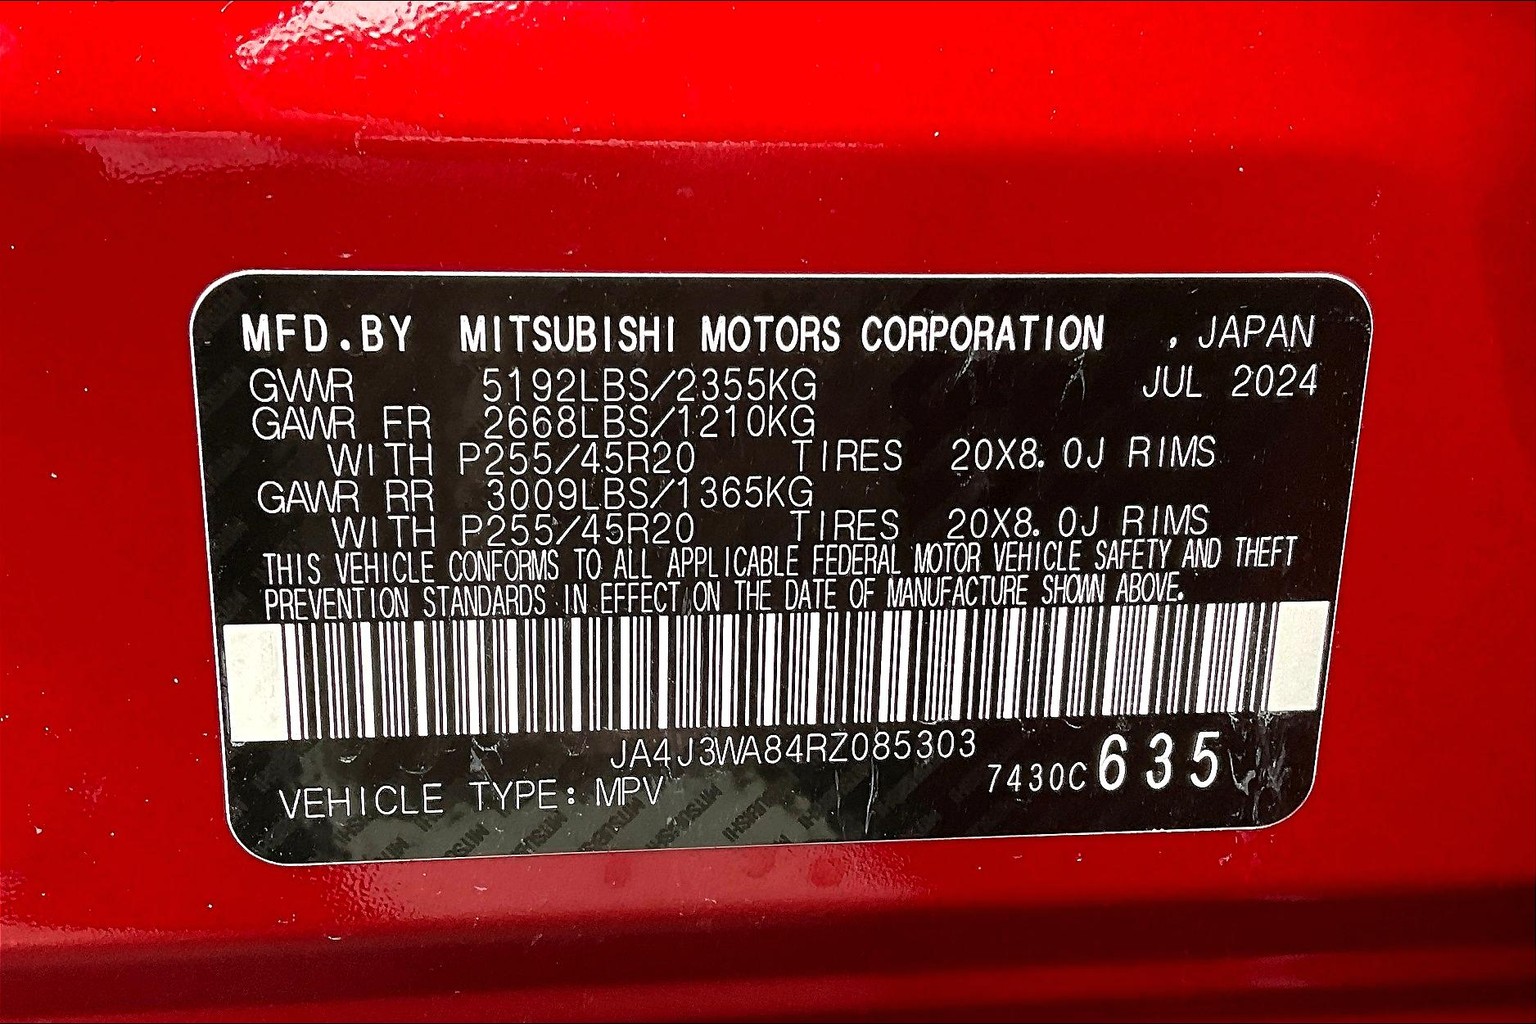 MFD.BY MITSUBISHI MOTORS CORPORATION , JAPAN
GVWR 5192LBS/2355KG JUL 2024
GAWR FR 2668LBS/1210KG
WITH P255/45R20 TIRES 20X8.0J RIMS
GAWR RR 3009LBS/1365KG
WITH P255/45R20 TIRES 20X8.0J RIMS
THIS VEHICLE CONFORMS TO ALL APPLICABLE FEDERAL MOTOR VEHICLE SAFETY AND THEFT
PREVENTION STANDARDS IN EFFECT ON THE DATE OF MANUFACTURE SHOWN ABOVE.
JA4J3WA84RZ085303
7430C 635
VEHICLE TYPE: MPV
MITSUBISHI